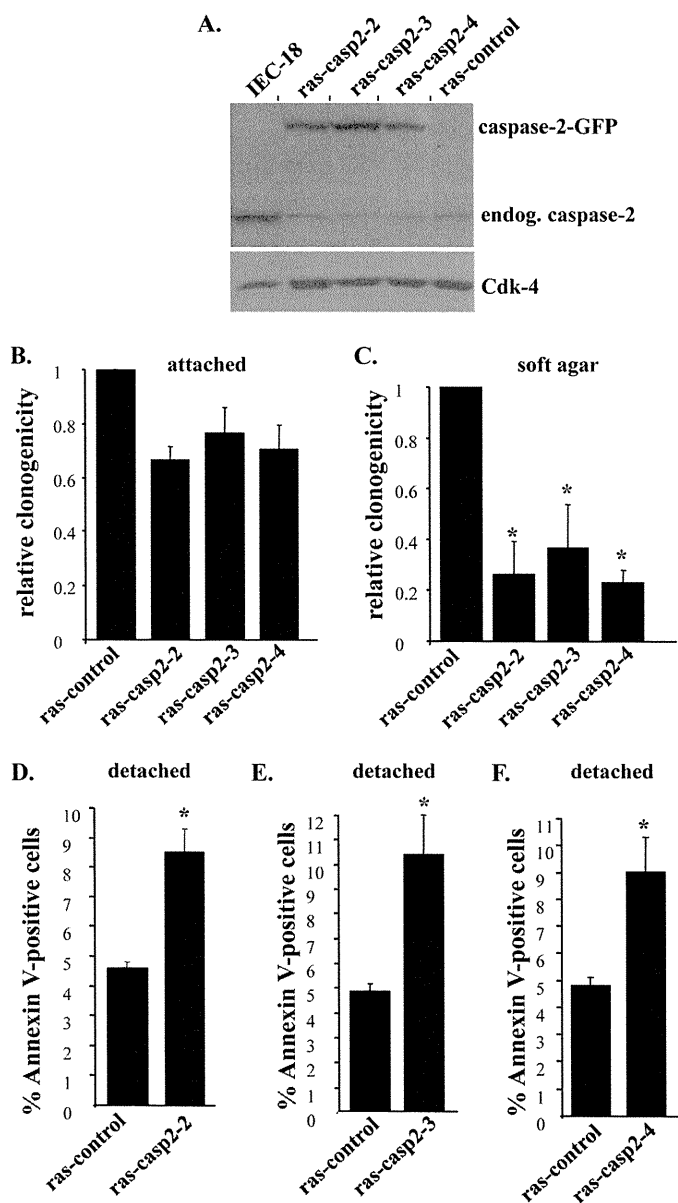 A.
IEC-18
ras-casp2-2
ras-casp2-3
ras-casp2-4
ras-control
caspase-2-GFP
endog. caspase-2
Cdk-4
B.
attached
relative clonogenicity
1
0.8
0.6
0.4
0.2
0
ras-control
ras-casp2-2
ras-casp2-3
ras-casp2-4
C.
soft agar
relative clonogenicity
1
0.8
0.6
0.4
0.2
0
*
*
*
ras-control
ras-casp2-2
ras-casp2-3
ras-casp2-4
D.
detached
% Annexin V-positive cells
10
9
8
7
6
5
4
3
2
1
0
*
ras-control
ras-casp2-2
E.
detached
% Annexin V-positive cells
12
11
10
9
8
7
6
5
4
3
2
1
0
*
ras-control
ras-casp2-3
F.
detached
% Annexin V-positive cells
11
10
9
8
7
6
5
4
3
2
1
0
*
ras-control
ras-casp2-4